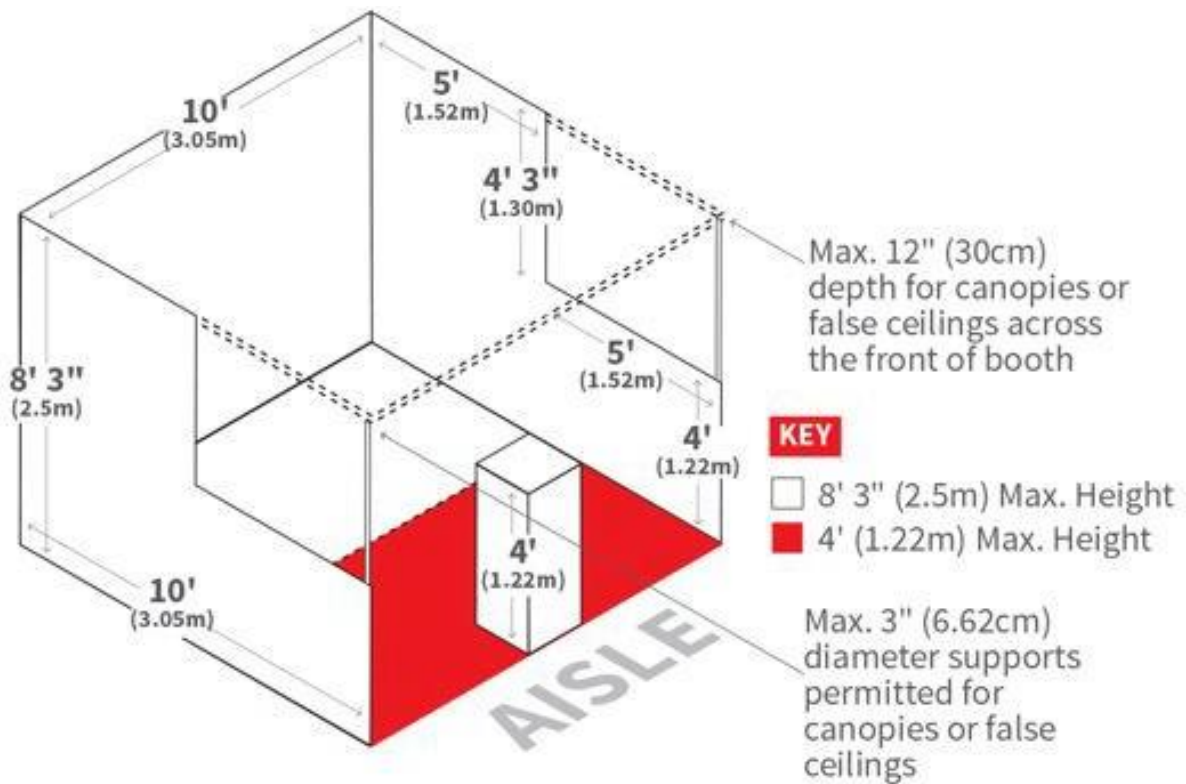 10'
(3.05m)
5'
(1.52m)
4' 3"
(1.30m)
Max. 12" (30cm)
depth for canopies or
false ceilings across
the front of booth
8' 3"
(2.5m)
5'
(1.52m)
4'
(1.22m)
KEY
8' 3" (2.5m) Max. Height
4' (1.22m) Max. Height
4'
(1.22m)
10'
(3.05m)
AISLE
Max. 3" (6.62cm)
diameter supports
permitted for
canopies or false
ceilings